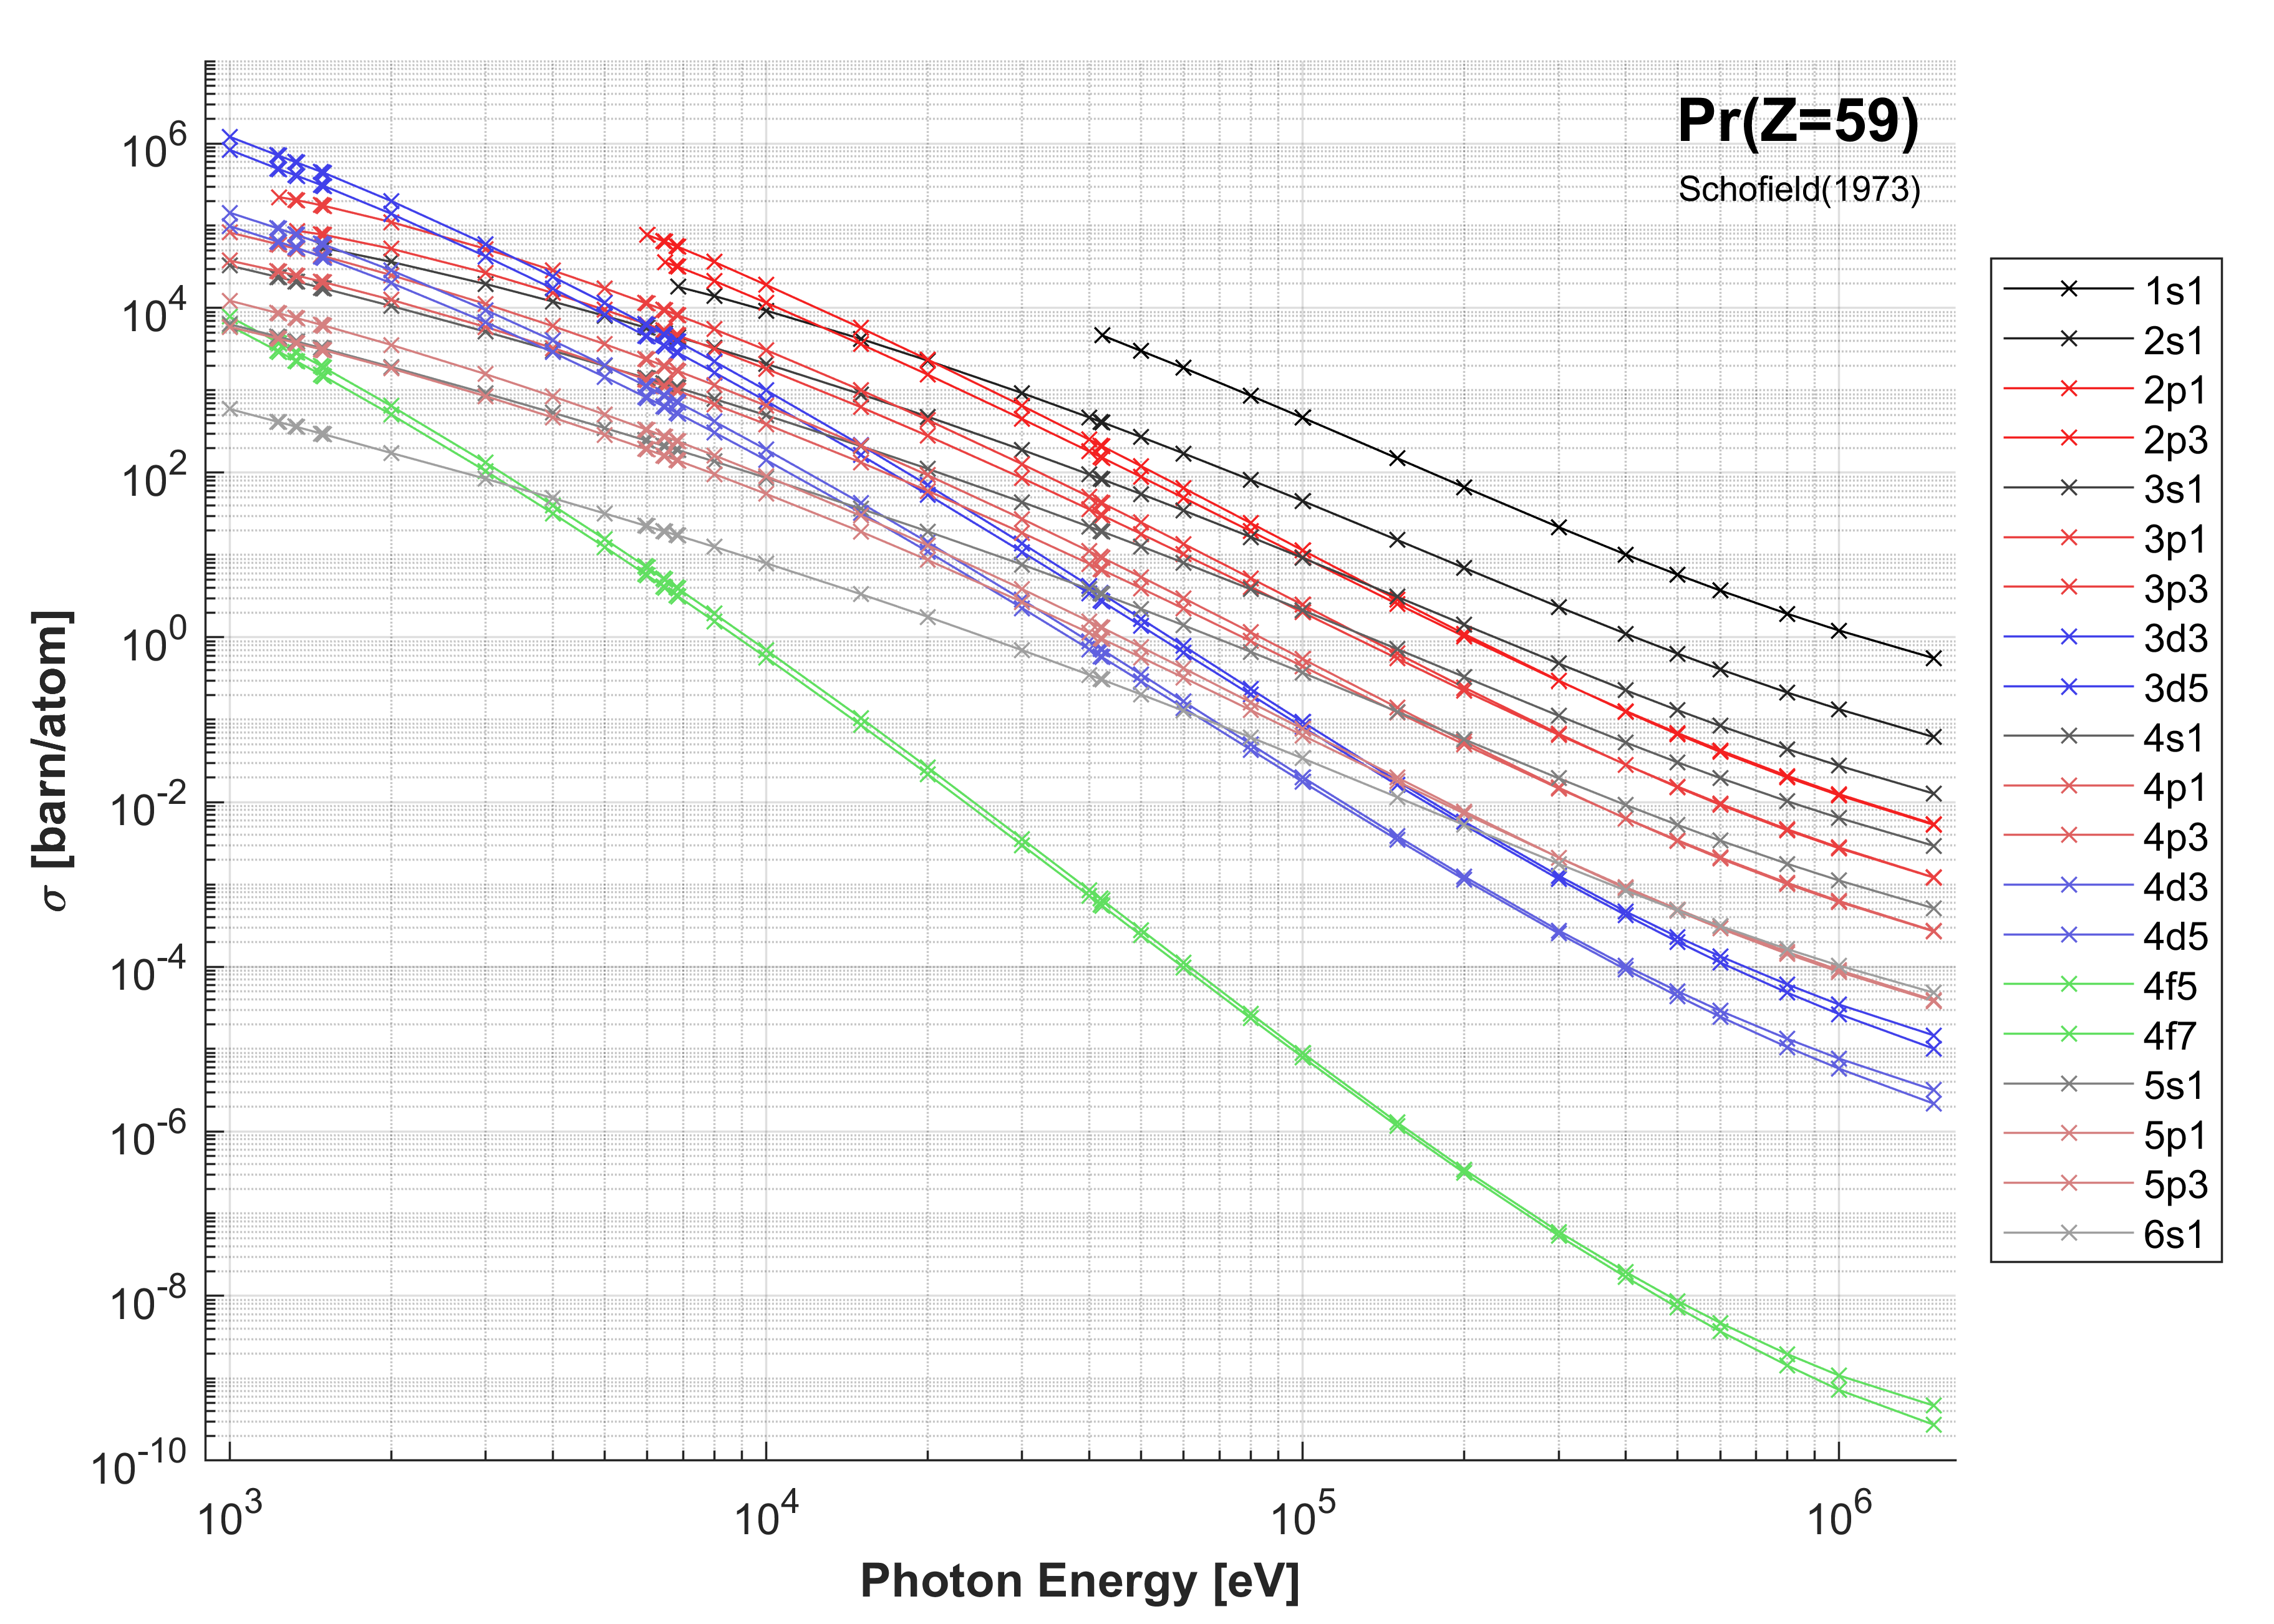 Pr(Z=59)
Schofield(1973)
σ [barn/atom]
10^6
10^4
10^2
10^0
10^-2
10^-4
10^-6
10^-8
10^-10
10^3
10^4
10^5
10^6
Photon Energy [eV]
1s1
2s1
2p1
2p3
3s1
3p1
3p3
3d3
3d5
4s1
4p1
4p3
4d3
4d5
4f5
4f7
5s1
5p1
5p3
6s1